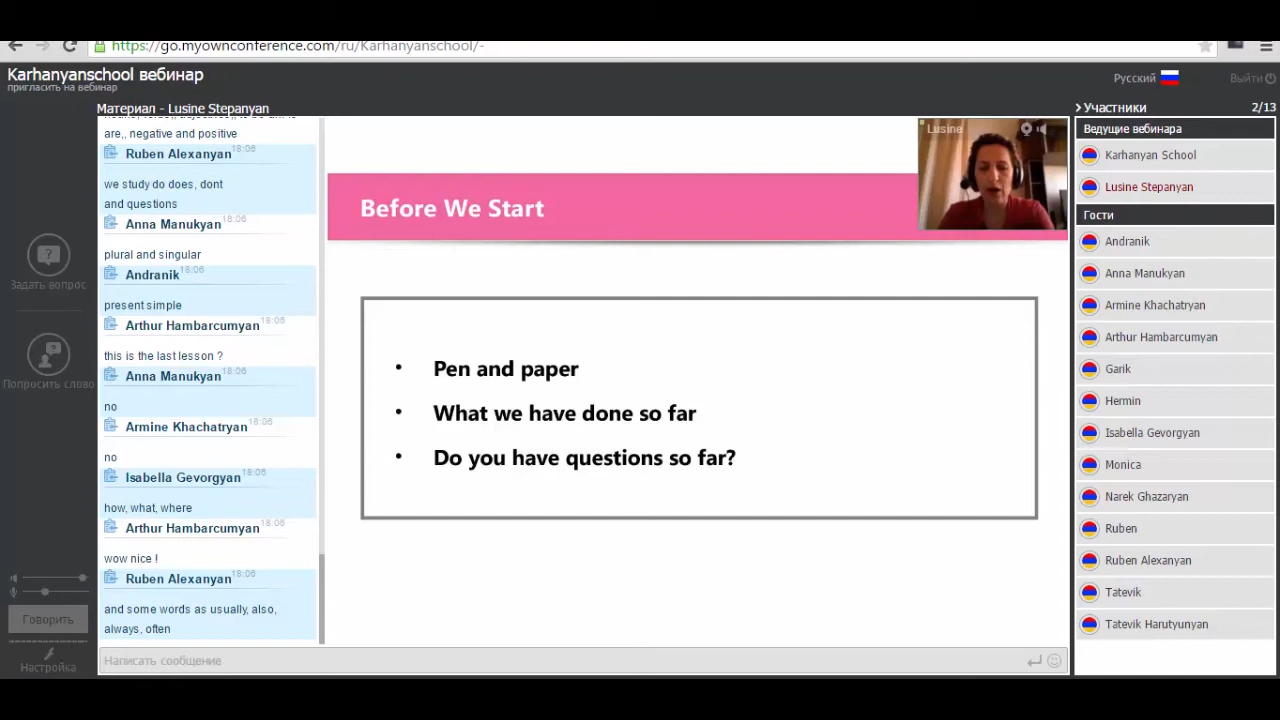 https://go.myownconference.com/ru/Karhanyanschool/-
Karhanyanschool вебинар
пригласить на вебинар
Русский
Выйти
Материал - Lusine Stepanyan
are,, negative and positive
Ruben Alexanyan 18:06
we study do does, dont
and questions
Anna Manukyan 18:06
plural and singular
Andranik 18:06
present simple
Arthur Hambarcumyan 18:06
this is the last lesson ?
Anna Manukyan 18:06
no
Armine Khachatryan 18:06
no
Isabella Gevorgyan 18:06
how, what, where
Arthur Hambarcumyan 18:06
wow nice !
Ruben Alexanyan 18:06
and some words as usually, also,
always, often
Написать сообщение
Задать вопрос
Попросить слово
Говорить
Настройка
Before We Start
• Pen and paper
• What we have done so far
• Do you have questions so far?
Lusine
Участники 2/13
Ведущие вебинара
Karhanyan School
Lusine Stepanyan
Гости
Andranik
Anna Manukyan
Armine Khachatryan
Arthur Hambarcumyan
Garik
Hermin
Isabella Gevorgyan
Monica
Narek Ghazaryan
Ruben
Ruben Alexanyan
Tatevik
Tatevik Harutyunyan